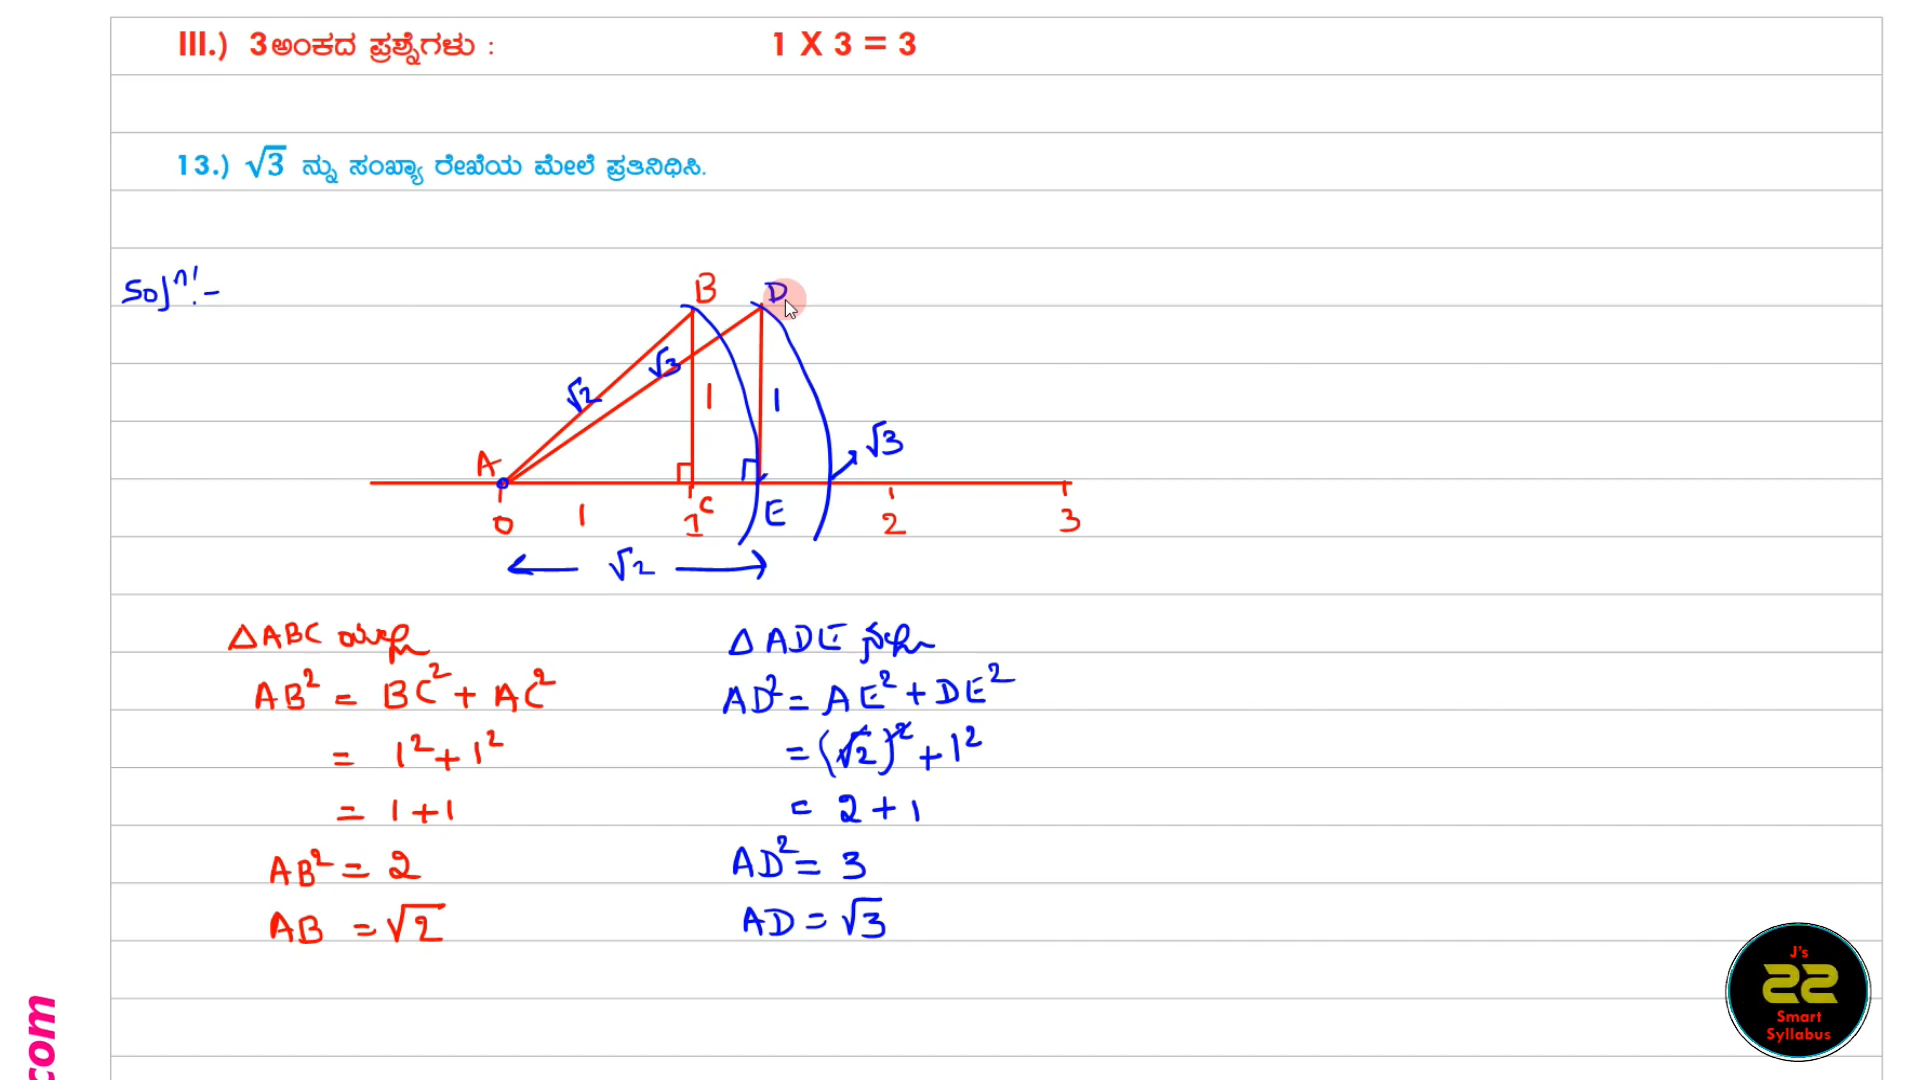 III.) 3ಅಂಕದ ಪ್ರಶ್ನೆಗಳು : 1 X 3 = 3
13.) √3 ನ್ನು ಸಂಖ್ಯಾ ರೇಖೆಯ ಮೇಲೆ ಪ್ರತಿನಿಧಿಸಿ.
Solⁿ:-
B D
√2 √3 1 1
√3
A
0 1 1 C E 2 3
√2
△ABC ಯಲ್ಲಿ
AB² = BC² + AC²
= 1² + 1²
= 1 + 1
AB² = 2
AB = √2
△ADE ನಲ್ಲಿ
AD² = AE² + DE²
= (√2)² + 1²
= 2 + 1
AD² = 3
AD = √3
J's
22
Smart
Syllabus
com